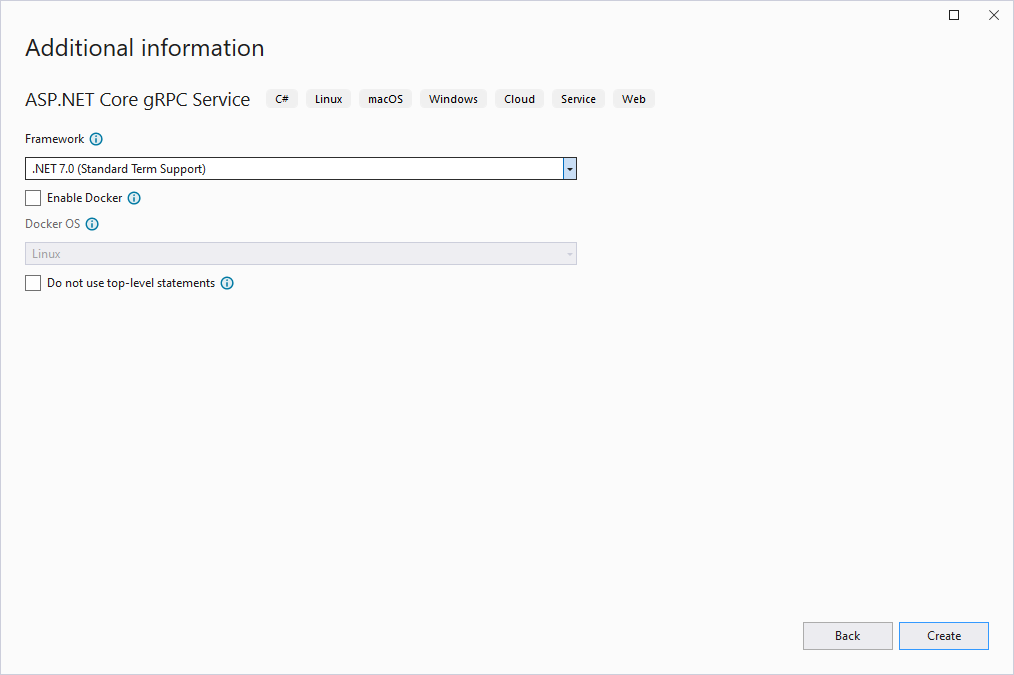 Additional information
ASP.NET Core gRPC Service C# Linux macOS Windows Cloud Service Web
Framework
.NET 7.0 (Standard Term Support)
Enable Docker
Docker OS
Linux
Do not use top-level statements
Back Create